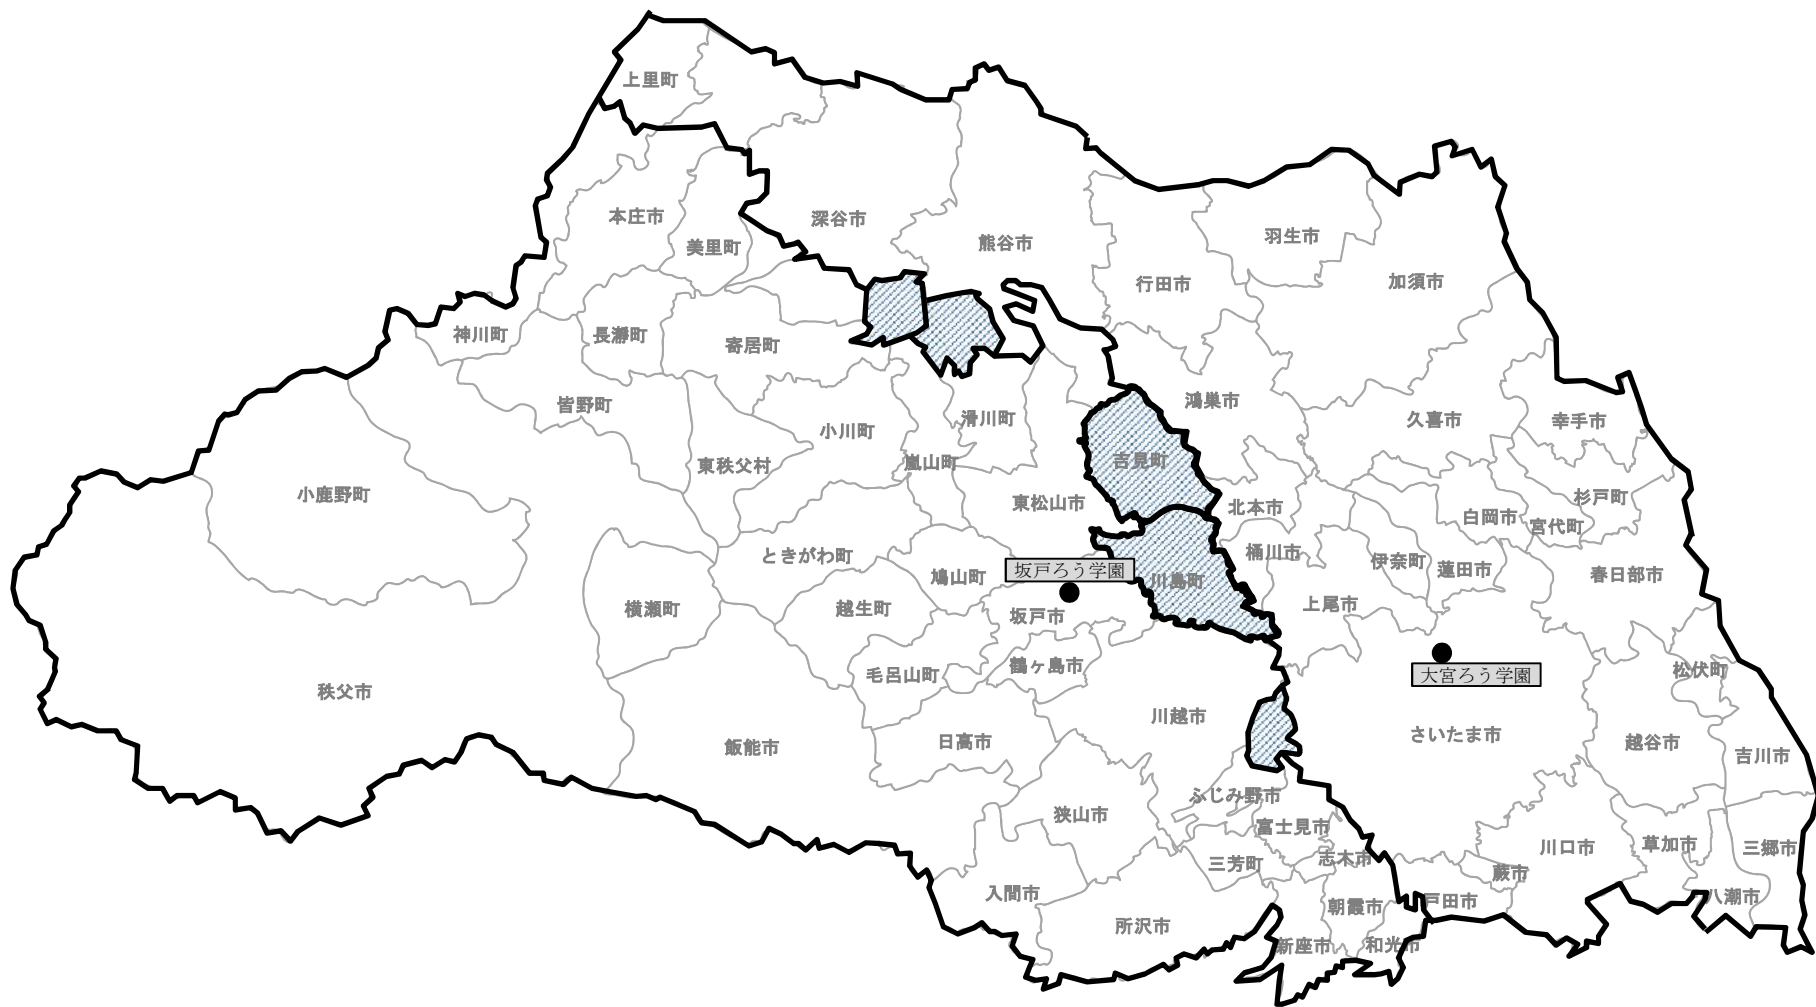 上里町
本庄市
深谷市
美里町
熊谷市
羽生市
行田市
加須市
神川町
長瀞町
寄居町
皆野町
小川町
滑川町
鴻巣市
久喜市
幸手市
嵐山町
東秩父村
吉見町
小鹿野町
東松山市
北本市
白岡市
杉戸町
宮代町
ときがわ町
桶川市
伊奈町
蓮田市
春日部市
坂戸ろう学園
鳩山町
川島町
横瀬町
越生町
坂戸市
上尾市
毛呂山町
鶴ヶ島市
大宮ろう学園
松伏町
秩父市
川越市
飯能市
日高市
さいたま市
越谷市
吉川市
狭山市
ふじみ野市
富士見市
三芳町
志木市
川口市
草加市
三郷市
蕨市
入間市
朝霞市
戸田市
八潮市
所沢市
新座市
和光市